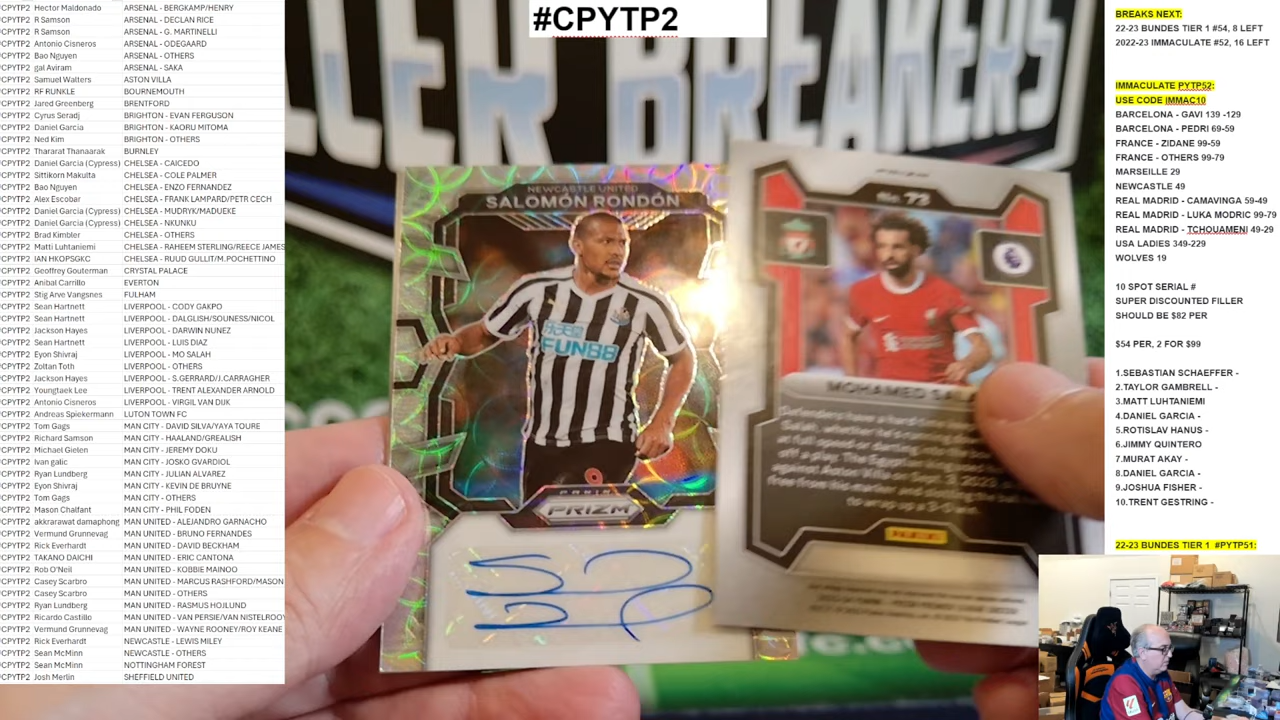 #CPYTP2
CPYTP2 Hector Maldonado ARSENAL - BERGKAMP/HENRY
CPYTP2 R Samson ARSENAL - DECLAN RICE
CPYTP2 R Samson ARSENAL - G. MARTINELLI
CPYTP2 Antonio Cisneros ARSENAL - ODEGAARD
CPYTP2 Bao Nguyen ARSENAL - OTHERS
CPYTP2 gal Aviram ARSENAL - SAKA
CPYTP2 Samuel Walters ASTON VILLA
CPYTP2 RF RUNKLE BOURNEMOUTH
CPYTP2 Jared Greenberg BRENTFORD
CPYTP2 Cyrus Seradj BRIGHTON - EVAN FERGUSON
CPYTP2 Daniel Garcia BRIGHTON - KAORU MITOMA
CPYTP2 Ned Kim BRIGHTON - OTHERS
CPYTP2 Thararat Thanaarak BURNLEY
CPYTP2 Daniel Garcia (Cypress) CHELSEA - CAICEDO
CPYTP2 Sittikorn Makulta CHELSEA - COLE PALMER
CPYTP2 Bao Nguyen CHELSEA - ENZO FERNANDEZ
CPYTP2 Alex Escobar CHELSEA - FRANK LAMPARD/PETR CECH
CPYTP2 Daniel Garcia (Cypress) CHELSEA - MUDRYK/MADUEKE
CPYTP2 Daniel Garcia (Cypress) CHELSEA - NKUNKU
CPYTP2 Brad Kimbler CHELSEA - OTHERS
CPYTP2 Matti Luhtaniemi CHELSEA - RAHEEM STERLING/REECE JAMES
CPYTP2 IAN HKOPSGKC CHELSEA - RUUD GULLIT/M.POCHETTINO
CPYTP2 Geoffrey Gouterman CRYSTAL PALACE
CPYTP2 Anibal Carrillo EVERTON
CPYTP2 Stig Arve Vangsnes FULHAM
CPYTP2 Sean Hartnett LIVERPOOL - CODY GAKPO
CPYTP2 Sean Hartnett LIVERPOOL - DALGLISH/SOUNESS/NICOL
CPYTP2 Jackson Hayes LIVERPOOL - DARWIN NUNEZ
CPYTP2 Sean Hartnett LIVERPOOL - LUIS DIAZ
CPYTP2 Eyon Shivraj LIVERPOOL - MO SALAH
CPYTP2 Zoltan Toth LIVERPOOL - OTHERS
CPYTP2 Jackson Hayes LIVERPOOL - S.GERRARD/J.CARRAGHER
CPYTP2 Youngtaek Lee LIVERPOOL - TRENT ALEXANDER ARNOLD
CPYTP2 Antonio Cisneros LIVERPOOL - VIRGIL VAN DIJK
CPYTP2 Andreas Spiekermann LUTON TOWN FC
CPYTP2 Tom Gags MAN CITY - DAVID SILVA/YAYA TOURE
CPYTP2 Richard Samson MAN CITY - HAALAND/GREALISH
CPYTP2 Michael Gielen MAN CITY - JEREMY DOKU
CPYTP2 Ivan galic MAN CITY - JOSKO GVARDIOL
CPYTP2 Ryan Lundberg MAN CITY - JULIAN ALVAREZ
CPYTP2 Eyon Shivraj MAN CITY - KEVIN DE BRUYNE
CPYTP2 Tom Gags MAN CITY - OTHERS
CPYTP2 Mason Chalfant MAN CITY - PHIL FODEN
CPYTP2 akkrarawat damaphong MAN UNITED - ALEJANDRO GARNACHO
CPYTP2 Vermund Grunnevag MAN UNITED - BRUNO FERNANDES
CPYTP2 Rick Everhardt MAN UNITED - DAVID BECKHAM
CPYTP2 TAKANO DAICHI MAN UNITED - ERIC CANTONA
CPYTP2 Rob O'Neil MAN UNITED - KOBBIE MAINOO
CPYTP2 Casey Scarbro MAN UNITED - MARCUS RASHFORD/MASON
CPYTP2 Casey Scarbro MAN UNITED - OTHERS
CPYTP2 Ryan Lundberg MAN UNITED - RASMUS HOJLUND
CPYTP2 Ricardo Castillo MAN UNITED - VAN PERSIE/VAN NISTELROOY
CPYTP2 Vermund Grunnevag MAN UNITED - WAYNE ROONEY/ROY KEANE
CPYTP2 Rick Everhardt NEWCASTLE - LEWIS MILEY
CPYTP2 Sean McMinn NEWCASTLE - OTHERS
CPYTP2 Sean McMinn NOTTINGHAM FOREST
CPYTP2 Josh Merlin SHEFFIELD UNITED
BREAKERS
NEWCASTLE UNITED
SALOMÓN RONDÓN
FUN88
PANINI
PRIZM
No. 73
MOHAMED
PANINI
BREAKS NEXT:
22-23 BUNDES TIER 1 #54, 8 LEFT
2022-23 IMMACULATE #52, 16 LEFT
IMMACULATE PYTP52:
USE CODE IMMAC10
BARCELONA - GAVI 139 -129
BARCELONA - PEDRI 69-59
FRANCE - ZIDANE 99-59
FRANCE - OTHERS 99-79
MARSEILLE 29
NEWCASTLE 49
REAL MADRID - CAMAVINGA 59-49
REAL MADRID - LUKA MODRIC 99-79
REAL MADRID - TCHOUAMENI 49-29
USA LADIES 349-229
WOLVES 19
10 SPOT SERIAL #
SUPER DISCOUNTED FILLER
SHOULD BE $82 PER
$54 PER, 2 FOR $99
1.SEBASTIAN SCHAEFFER -
2.TAYLOR GAMBRELL -
3.MATT LUHTANIEMI
4.DANIEL GARCIA -
5.ROTISLAV HANUS -
6.JIMMY QUINTERO
7.MURAT AKAY -
8.DANIEL GARCIA -
9.JOSHUA FISHER -
10.TRENT GESTRING -
22-23 BUNDES TIER 1 #PYTP51: